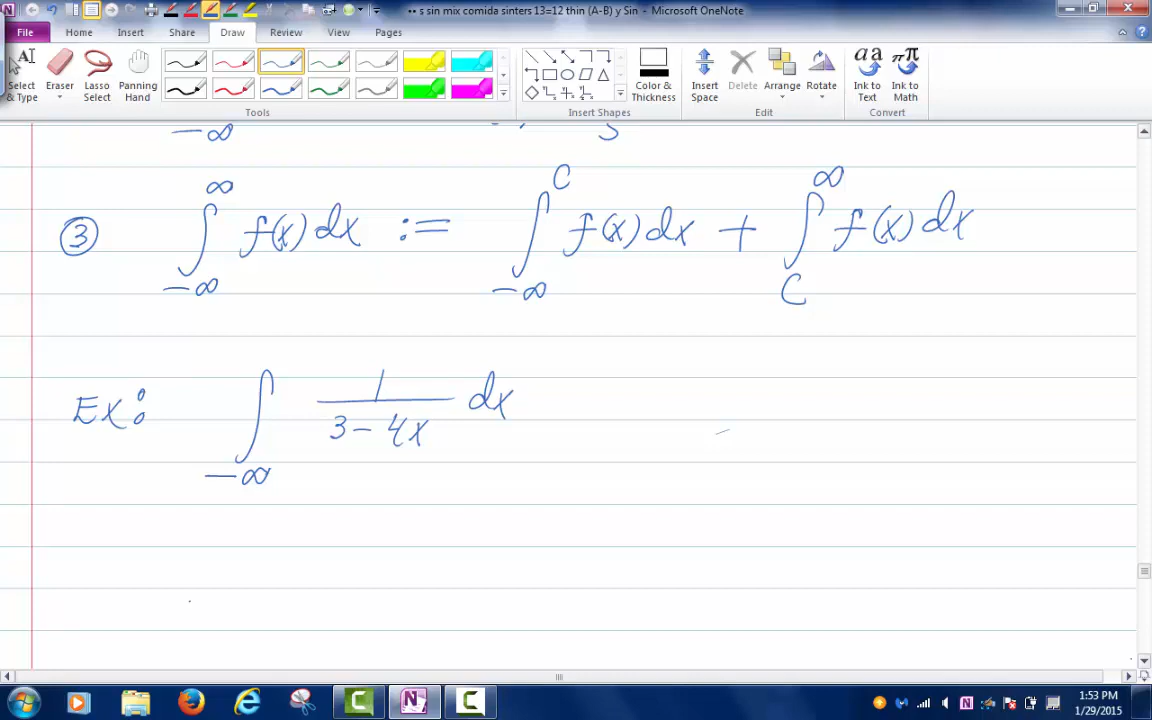 •• s sin mix comida sinters 13=12 thin (A-B) y Sin - Microsoft OneNote
File Home Insert Draw Review View Pages
Select & Type
Eraser
Lasso Select
Panning Hand
Color & Thickness
Insert Space
Delete
Arrange
Rotate
Ink to Text
Ink to Math
Tools Insert Shapes Edit Convert
−∞
③ ∫_{−∞}^{∞} f(x) dx := ∫_{−∞}^{C} f(x) dx + ∫_{C}^{∞} f(x) dx
Ex: ∫_{−∞} 1/(3−4x) dx
1:53 PM
1/29/2015